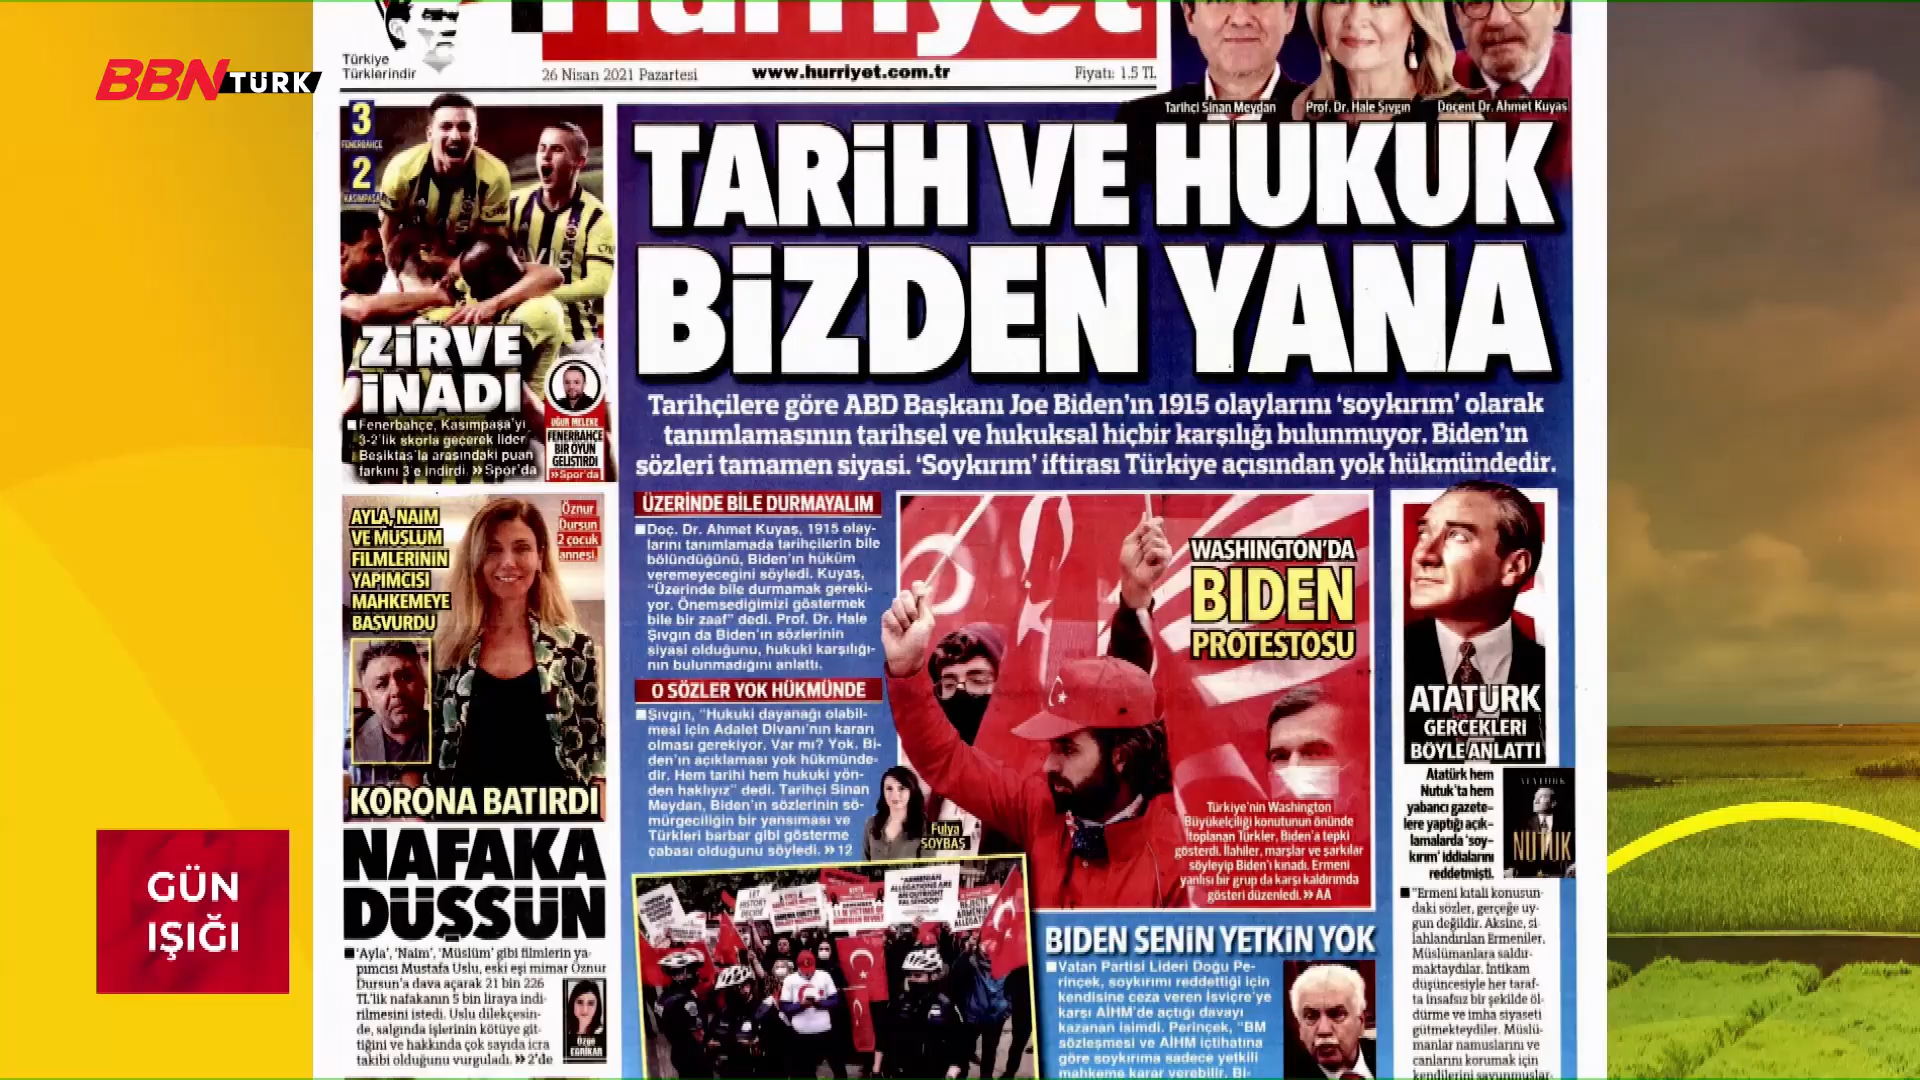 BBN TÜRK
Türkiye
Türklerindir
Hürriyet
26 Nisan 2021 Pazartesi
www.hurriyet.com.tr
Fiyatı: 1.5 TL
Tarihçi Sinan Meydan
Prof. Dr. Hale Şıvgın
Doçent Dr. Ahmet Kuyaş
3
FENERBAHÇE
2
KASIMPAŞA
ZİRVE
İNADI
Fenerbahçe, Kasımpaşa'yı
3-2'lik skorla geçerek lider
Beşiktaş'la arasındaki puan
farkını 3'e indirdi. »Spor'da
UĞUR MELEKE
FENERBAHÇE
BİR OYUN
GELİŞTİRDİ
»Spor'da
TARİH VE HUKUK
BİZDEN YANA
Tarihçilere göre ABD Başkanı Joe Biden'ın 1915 olaylarını 'soykırım' olarak
tanımlamasının tarihsel ve hukuksal hiçbir karşılığı bulunmuyor. Biden'ın
sözleri tamamen siyasi. 'Soykırım' iftirası Türkiye açısından yok hükmündedir.
AYLA, NAİM
VE MÜSLÜM
FİLMLERİNİN
YAPIMCISI
MAHKEMEYE
BAŞVURDU
Öznur
Dursun
2 çocuk
annesi.
KORONA BATIRDI
NAFAKA
DÜŞSÜN
'Ayla', 'Naim', 'Müslüm' gibi filmlerin ya-
pımcısı Mustafa Uslu, eski eşi mimar Öznur
Dursun'a dava açarak 21 bin 226
TL'lik nafakanın 5 bin liraya indi-
rilmesini istedi. Uslu dilekçesin-
de, salgında işlerinin kötüye git-
tiğini ve hakkında çok sayıda icra
takibi olduğunu vurguladı. »2'de
Özge
EĞRİKAR
ÜZERİNDE BİLE DURMAYALIM
Doç. Dr. Ahmet Kuyaş, 1915 olay-
larını tanımlamada tarihçilerin bile
bölündüğünü, Biden'ın hüküm
veremeyeceğini söyledi. Kuyaş,
"Üzerinde bile durmamak gereki-
yor. Önemsediğimizi göstermek
bile bir zaaf" dedi. Prof. Dr. Hale
Şıvgın da Biden'ın sözlerinin
siyasi olduğunu, hukuki karşılığı-
nın bulunmadığını anlattı.
O SÖZLER YOK HÜKMÜNDE
Şıvgın, "Hukuki dayanağı olabil-
mesi için Adalet Divanı'nın kararı
olması gerekiyor. Var mı? Yok. Bi-
den'ın açıklaması yok hükmünde-
dir. Hem tarihi hem hukuki yön-
den haklıyız" dedi. Tarihçi Sinan
Meydan, Biden'ın sözlerinin sö-
mürgeciliğin bir yansıması ve
Türkleri barbar gibi gösterme
çabası olduğunu söyledi. »12
Fulya
SOYBAŞ
WASHINGTON'DA
BIDEN
PROTESTOSU
Türkiye'nin Washington
Büyükelçiliği konutunun önünde
toplanan Türkler, Biden'a tepki
gösterdi. İlahiler, marşlar ve şarkılar
söyleyip Biden'ı kınadı. Ermeni
yanlısı bir grup da karşı kaldırımda
gösteri düzenledi. »AA
LET
HISTORY
DECIDE
"ARMENIAN
ALLEGATIONS ARE
AN OUTRIGHT
FALSEHOOD"
REJECTS
ARMENIAN
ALLEGATIONS
BIDEN SENİN YETKİN YOK
Vatan Partisi Lideri Doğu Pe-
rinçek, soykırımı reddettiği için
kendisine ceza veren İsviçre'ye
karşı AİHM'de açtığı davayı
kazanan isimdi. Perinçek, "BM
sözleşmesi ve AİHM içtihatına
göre soykırıma sadece yetkili
mahkeme karar verebilir. Bi-
ATATÜRK
GERÇEKLERİ
BÖYLE ANLATTI
Atatürk hem
Nutuk'ta hem
yabancı gazete-
lere yaptığı açık-
lamalarda 'soy-
kırım' iddialarını
reddetmişti.
ATATÜRK
NUTUK
"Ermeni kıtali konusun-
daki sözler, gerçeğe uy-
gun değildir. Aksine, si-
lahlandırılan Ermeniler,
Müslümanlara saldır-
maktaydılar. İntikam
düşüncesiyle her taraf-
ta insafsız bir şekilde öl-
dürme ve imha siyaseti
gütmekteydiler. Müslü-
manlar namuslarını ve
canlarını korumak için
kendilerini savunmuşlar-
GÜN
IŞIĞI